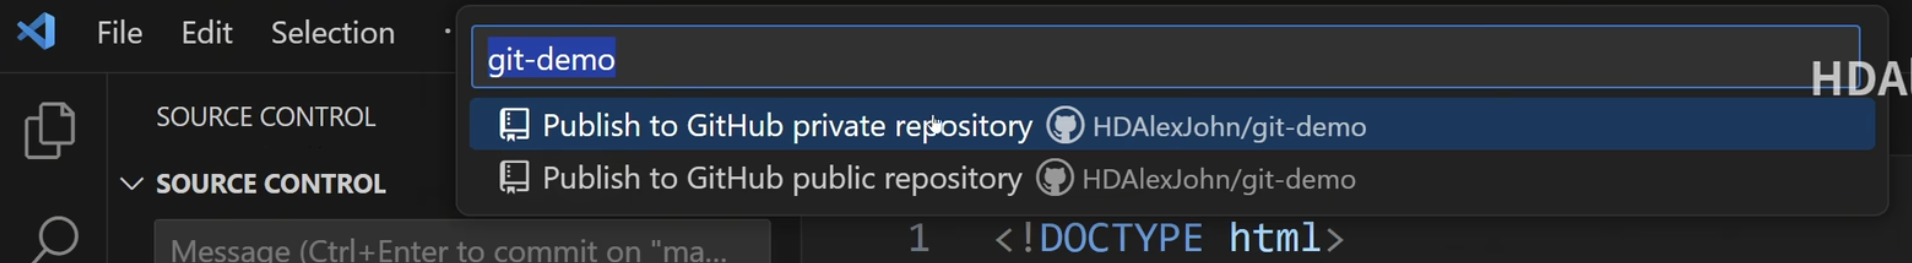 File Edit Selection ·
git-demo
HDAl
SOURCE CONTROL
Publish to GitHub private repository HDAlexJohn/git-demo
SOURCE CONTROL
Publish to GitHub public repository HDAlexJohn/git-demo
Message (Ctrl+Enter to commit on "ma...
1 <!DOCTYPE html>